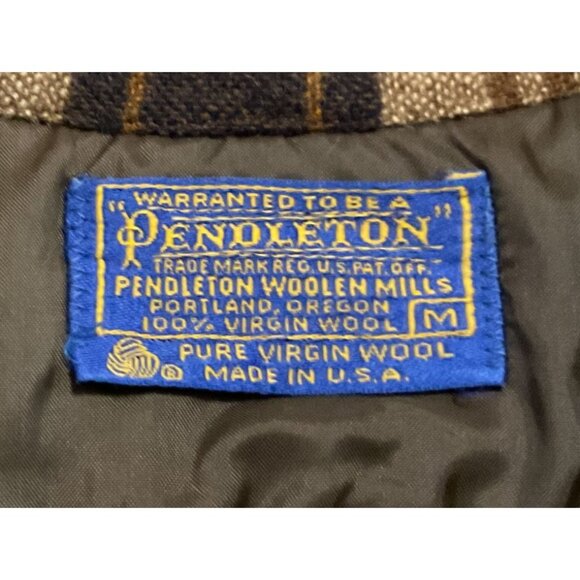 WARRANTED TO BE A
"PENDLETON"
TRADE MARK REG. U.S. PAT. OFF.
PENDLETON WOOLEN MILLS
PORTLAND, OREGON
100% VIRGIN WOOL M
® PURE VIRGIN WOOL
MADE IN U.S.A.